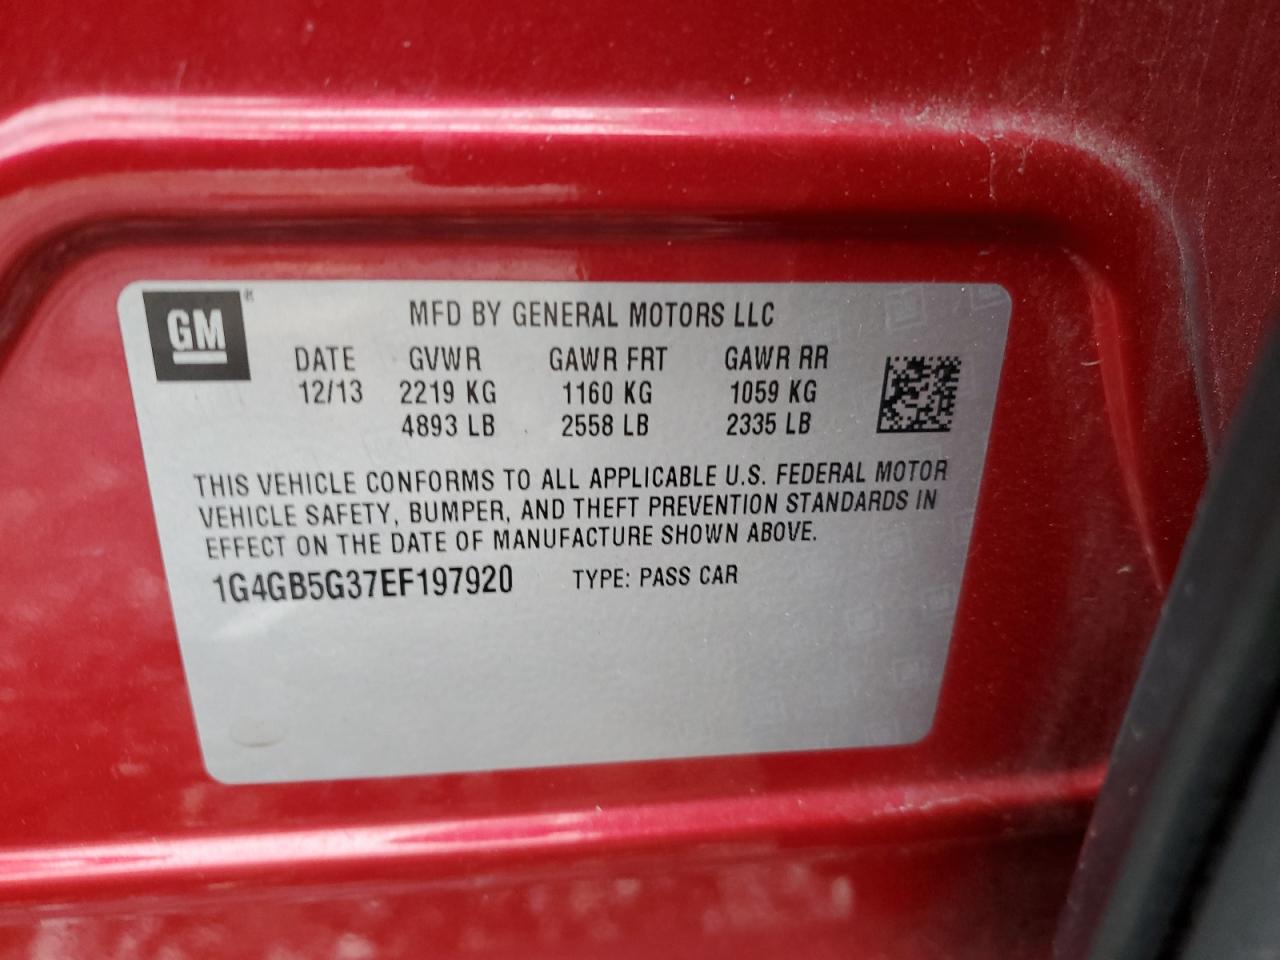 GM®
MFD BY GENERAL MOTORS LLC
DATE GVWR GAWR FRT GAWR RR
12/13 2219 KG 1160 KG 1059 KG
4893 LB 2558 LB 2335 LB
THIS VEHICLE CONFORMS TO ALL APPLICABLE U.S. FEDERAL MOTOR
VEHICLE SAFETY, BUMPER, AND THEFT PREVENTION STANDARDS IN
EFFECT ON THE DATE OF MANUFACTURE SHOWN ABOVE.
1G4GB5G37EF197920 TYPE: PASS CAR